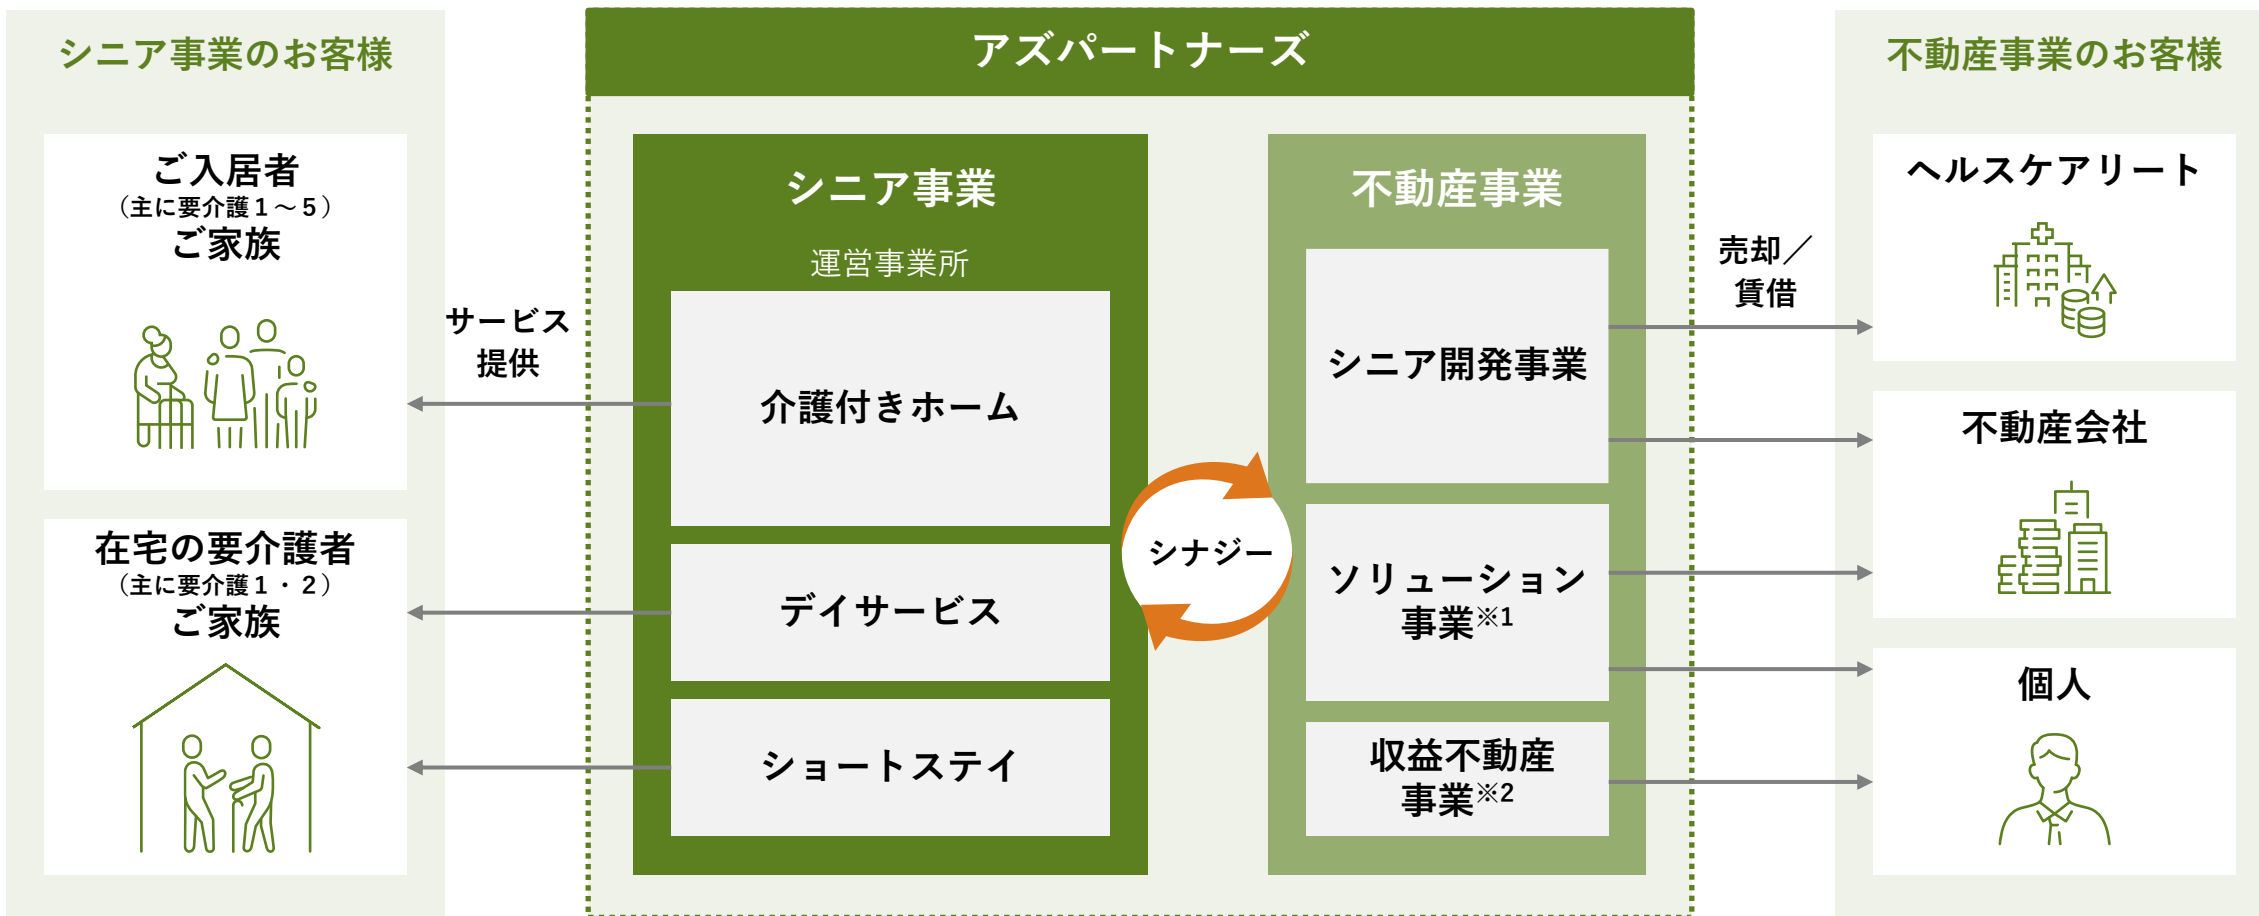 シニア事業のお客様
ご入居者
（主に要介護１～５）
ご家族
在宅の要介護者
（主に要介護１・２）
ご家族
サービス
提供
アズパートナーズ
シニア事業
運営事業所
介護付きホーム
デイサービス
ショートステイ
シナジー
不動産事業
シニア開発事業
ソリューション
事業※1
収益不動産
事業※2
売却／
賃借
不動産事業のお客様
ヘルスケアリート
不動産会社
個人